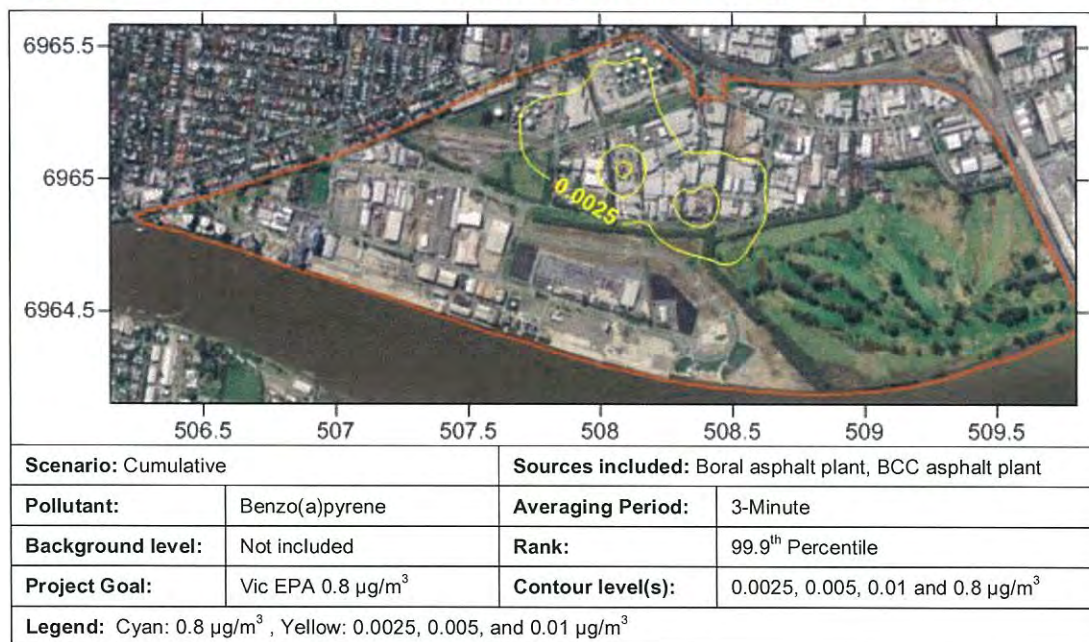 6965.5
6965
6964.5
0.0025
506.5 507 507.5 508 508.5 509 509.5
Scenario: Cumulative Sources included: Boral asphalt plant, BCC asphalt plant
Pollutant: Benzo(a)pyrene Averaging Period: 3-Minute
Background level: Not included Rank: 99.9th Percentile
Project Goal: Vic EPA 0.8 µg/m³ Contour level(s): 0.0025, 0.005, 0.01 and 0.8 µg/m³
Legend: Cyan: 0.8 µg/m³ , Yellow: 0.0025, 0.005, and 0.01 µg/m³